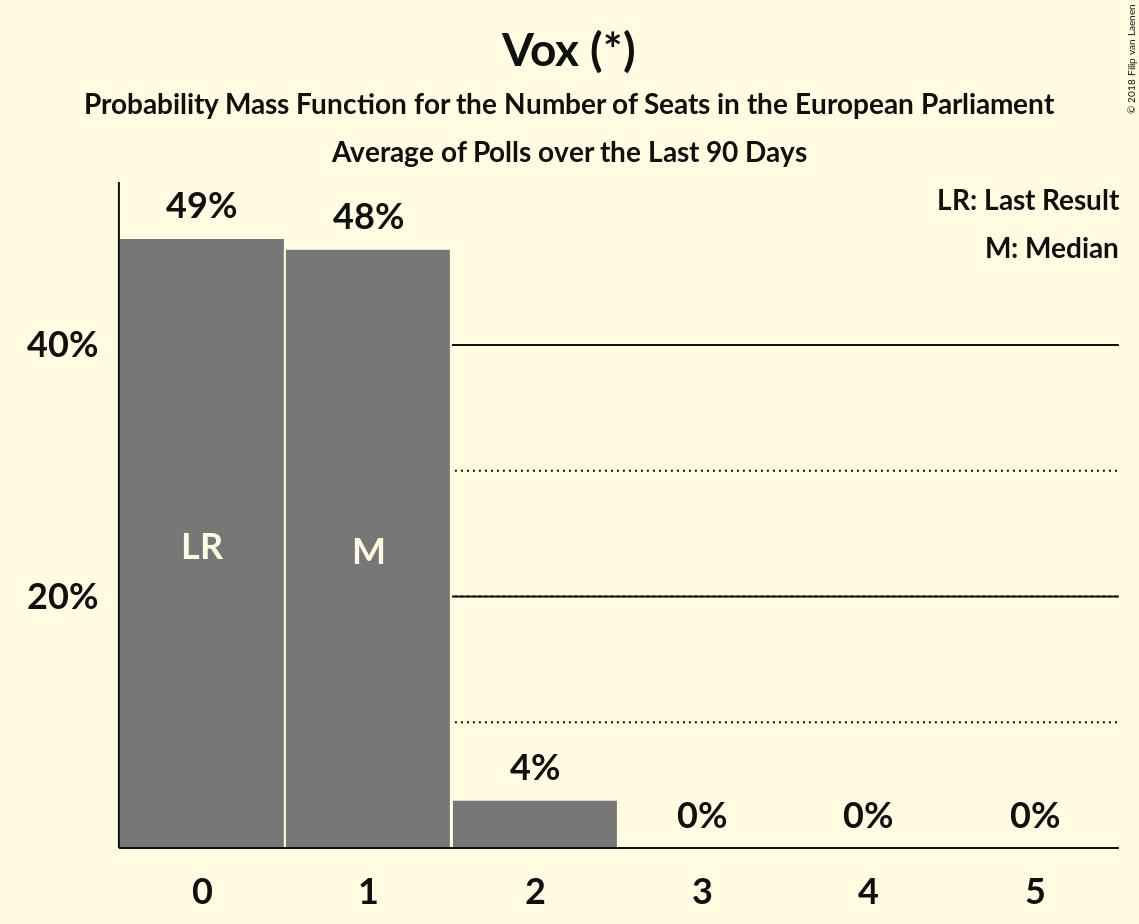 Vox (*)
Probability Mass Function for the Number of Seats in the European Parliament
Average of Polls over the Last 90 Days
© 2018 Filip van Laenen
LR: Last Result
M: Median
49%
48%
40%
LR
M
20%
4%
0%
0%
0%
0
1
2
3
4
5